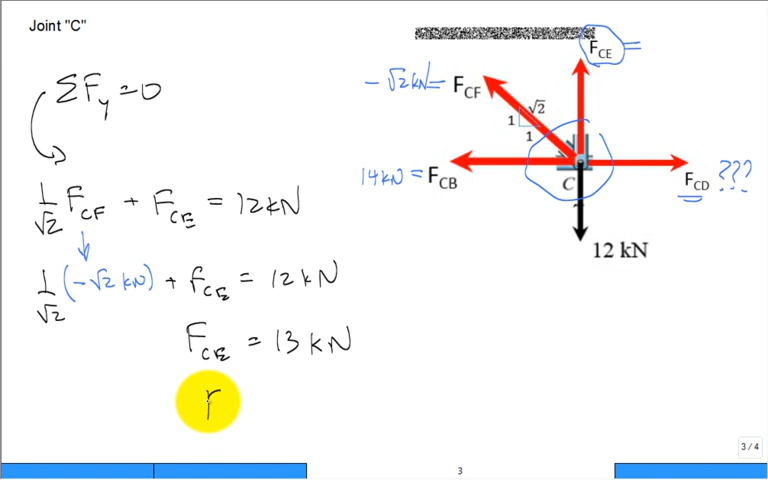 Joint "C"
ΣFy = 0
1/√2 FCF + FCE = 12 kN
1/√2 (-√2 kN) + FCE = 12 kN
FCE = 13 kN
F
FCE =
-√2 kN = FCF
√2
1
1
14 kN = FCB
C
FCD ???
12 kN
3 / 4
3